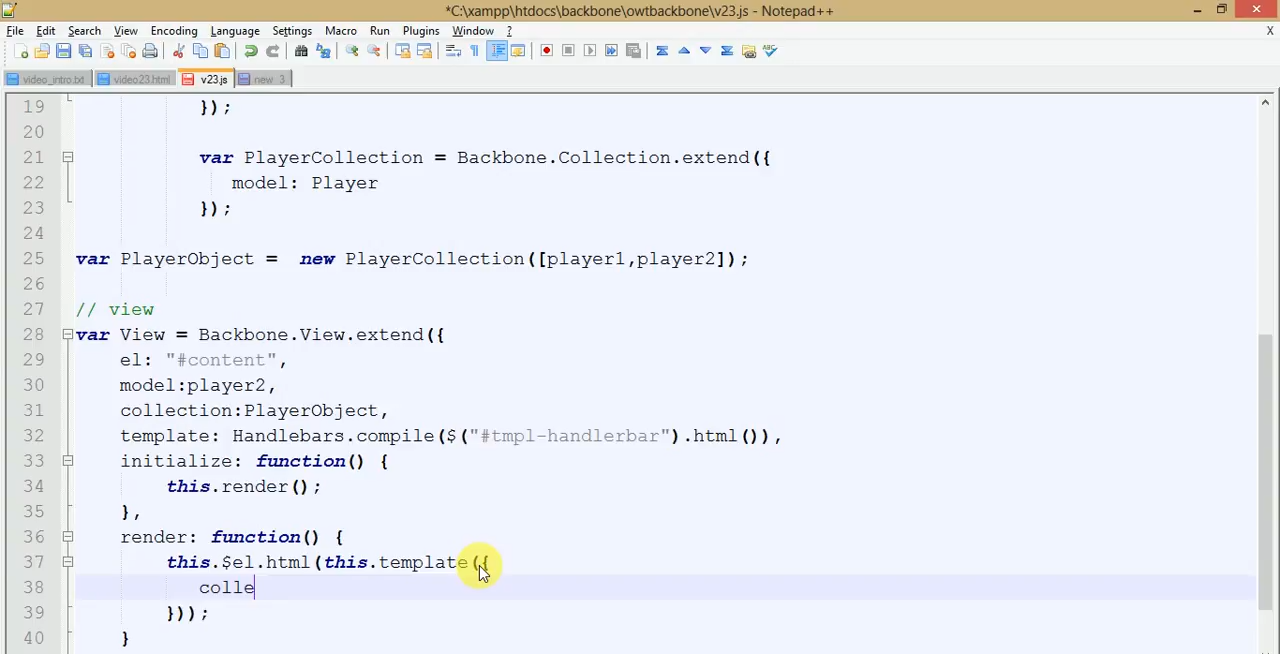 *C:\xampp\htdocs\backbone\owtbackbone\v23.js - Notepad++
File Edit Search View Encoding Language Settings Macro Run Plugins Window ? X
video_intro.txt video23.html v23.js new 3
19 });
20
21 var PlayerCollection = Backbone.Collection.extend({
22 model: Player
23 });
24
25 var PlayerObject =  new PlayerCollection([player1,player2]);
26
27 // view
28 var View = Backbone.View.extend({
29 el: "#content",
30 model:player2,
31 collection:PlayerObject,
32 template: Handlebars.compile($("#tmpl-handlerbar").html()),
33 initialize: function() {
34 this.render();
35 },
36 render: function() {
37 this.$el.html(this.template({
38 colle
39 }));
40 }